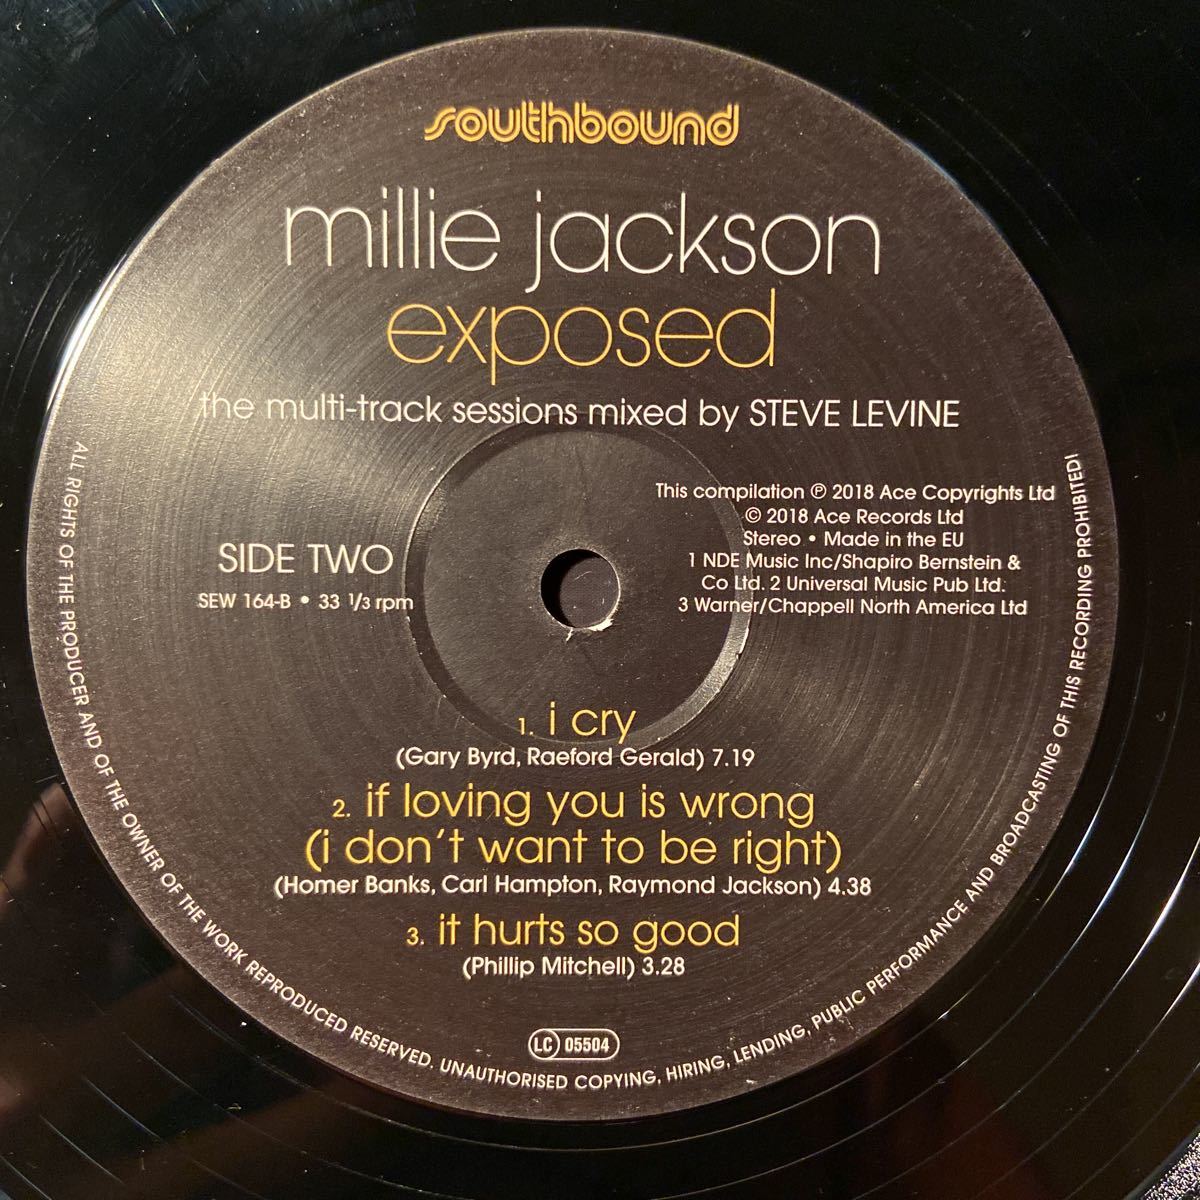 southbound
millie jackson
exposed
the multi-track sessions mixed by STEVE LEVINE
This compilation ℗ 2018 Ace Copyrights Ltd
© 2018 Ace Records Ltd
Stereo • Made in the EU
1 NDE Music Inc/Shapiro Bernstein &
Co Ltd. 2 Universal Music Pub Ltd.
3 Warner/Chappell North America Ltd
SIDE TWO
SEW 164-B • 33 1/3 rpm
1. i cry
(Gary Byrd, Raeford Gerald) 7.19
2. if loving you is wrong
(i don't want to be right)
(Homer Banks, Carl Hampton, Raymond Jackson) 4.38
3. it hurts so good
(Phillip Mitchell) 3.28
LC 05504
ALL RIGHTS OF THE PRODUCER AND OF THE OWNER OF THE WORK REPRODUCED RESERVED. UNAUTHORISED COPYING, HIRING, LENDING, PUBLIC PERFORMANCE AND BROADCASTING OF THIS RECORDING PROHIBITED!